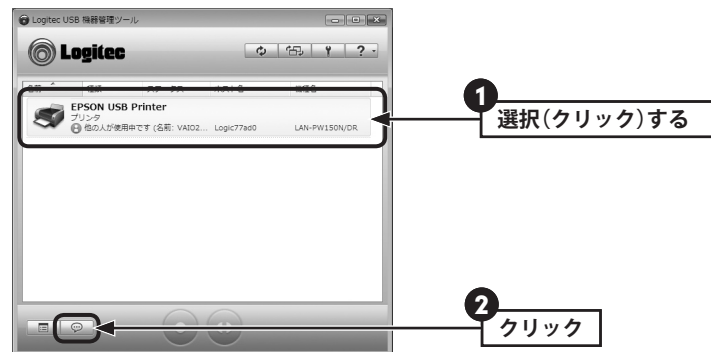 Logitec USB 機器管理ツール
Logitec
?
EPSON USB Printer
プリンタ
他の人が使用中です (名前: VAIO2... Logic77ad0 LAN-PW150N/DR
1
選択(クリック)する
2
クリック